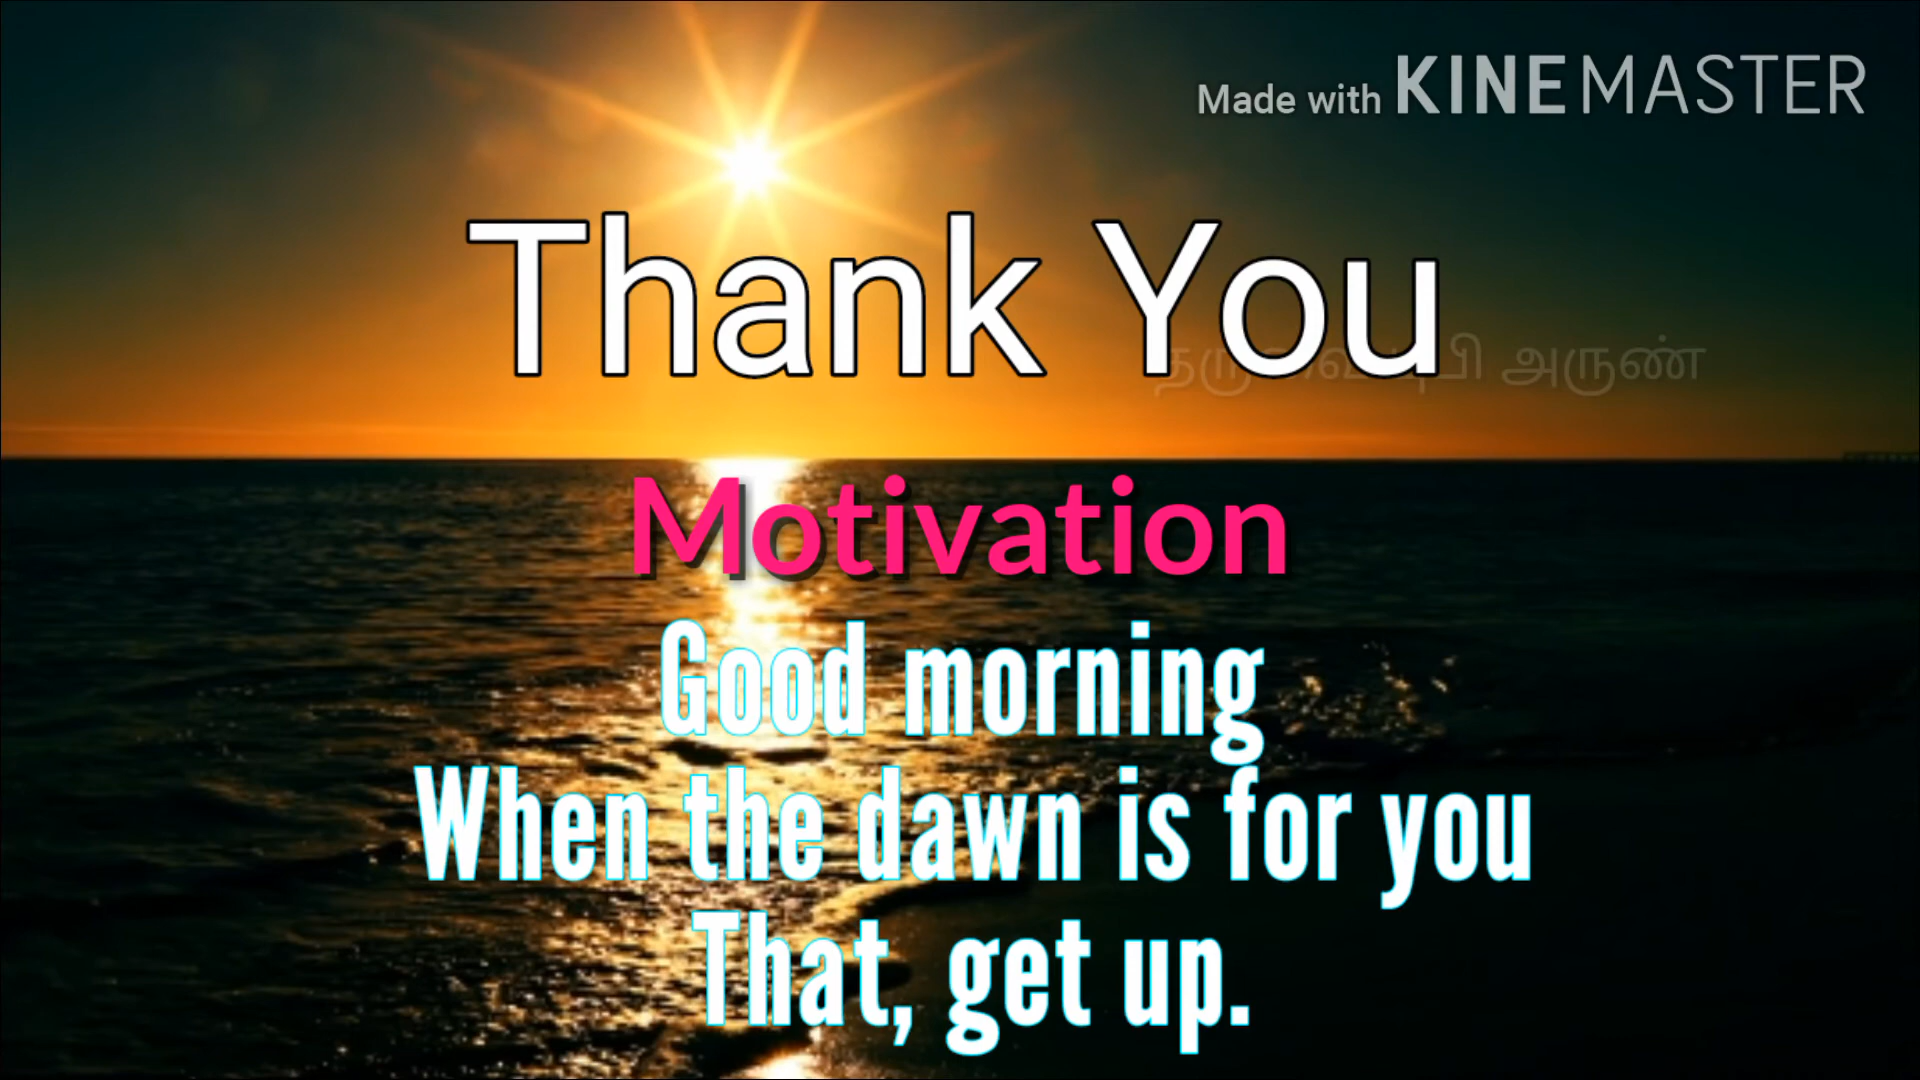 Made with KINEMASTER
Thank You
அருண்
Motivation
Good morning
When the dawn is for you
That, get up.